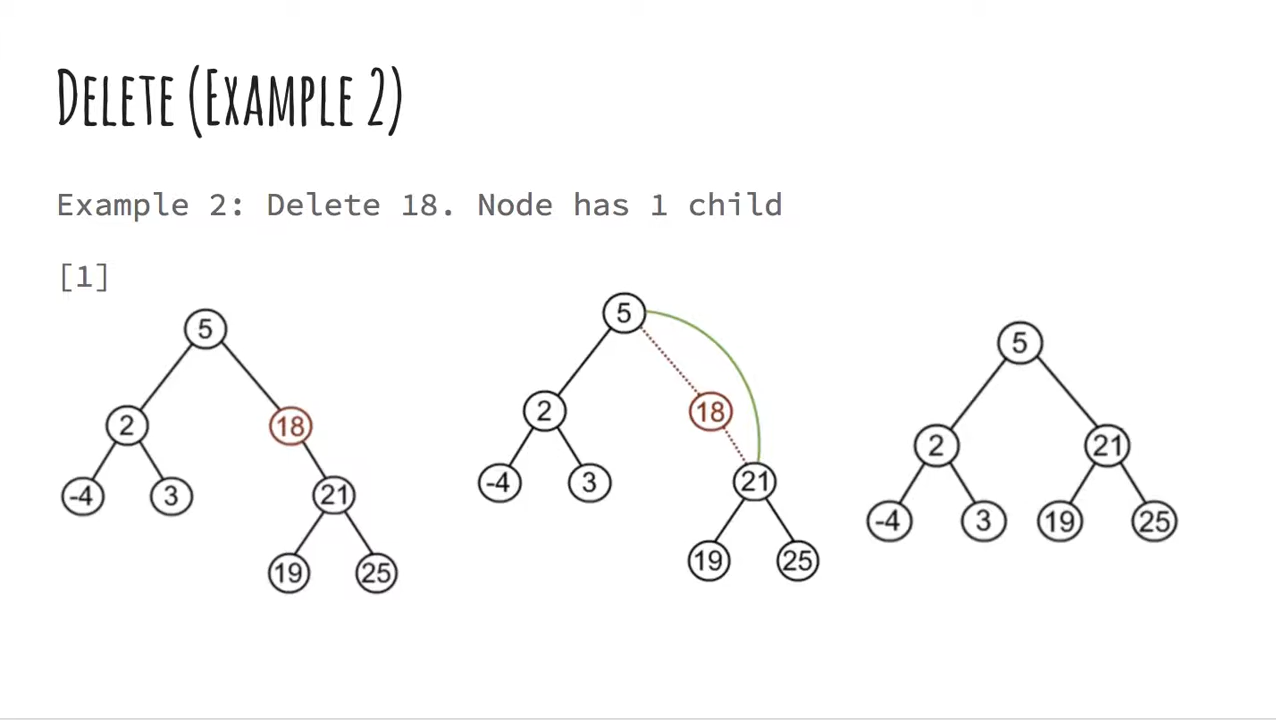 Delete (Example 2)
Example 2: Delete 18. Node has 1 child
[1]
5
2 18
-4 3 21
19 25
5
2 18
-4 3 21
19 25
5
2 21
-4 3 19 25